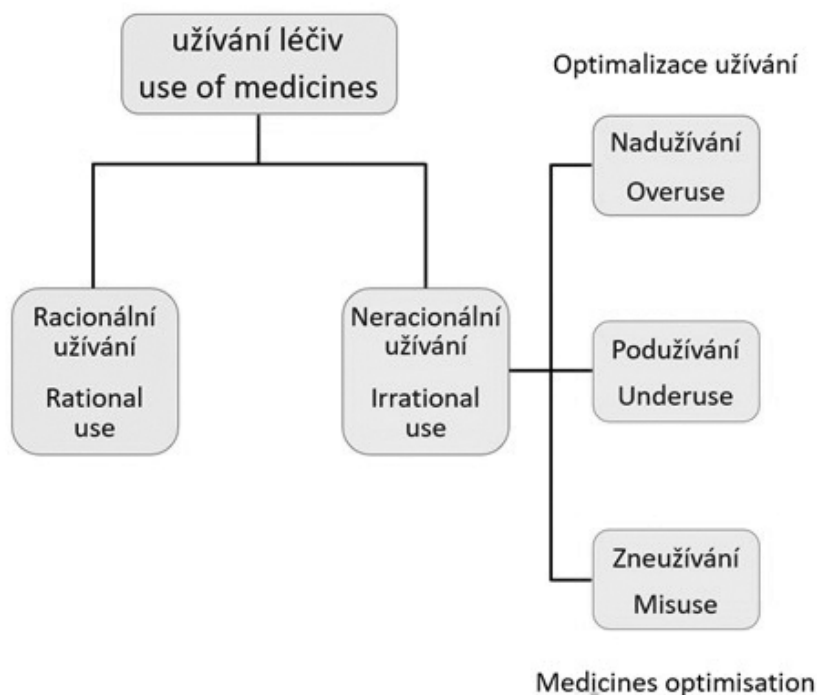 užívání léčiv
use of medicines
Optimalizace užívání
Nadužívání
Overuse
Racionální
užívání
Rational
use
Neracionální
užívání
Irrational
use
Podužívání
Underuse
Zneužívání
Misuse
Medicines optimisation